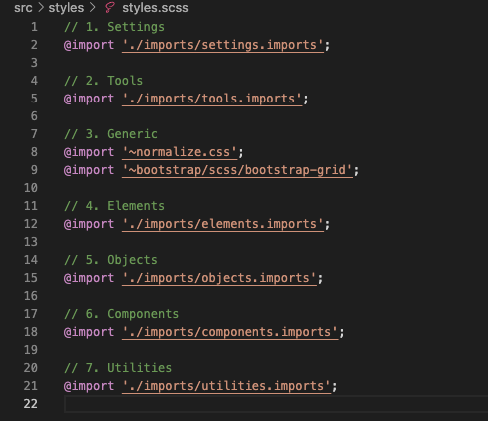 src > styles > styles.scss
1 // 1. Settings
2 @import './imports/settings.imports';
3
4 // 2. Tools
5 @import './imports/tools.imports';
6
7 // 3. Generic
8 @import '~normalize.css';
9 @import '~bootstrap/scss/bootstrap-grid';
10
11 // 4. Elements
12 @import './imports/elements.imports';
13
14 // 5. Objects
15 @import './imports/objects.imports';
16
17 // 6. Components
18 @import './imports/components.imports';
19
20 // 7. Utilities
21 @import './imports/utilities.imports';
22